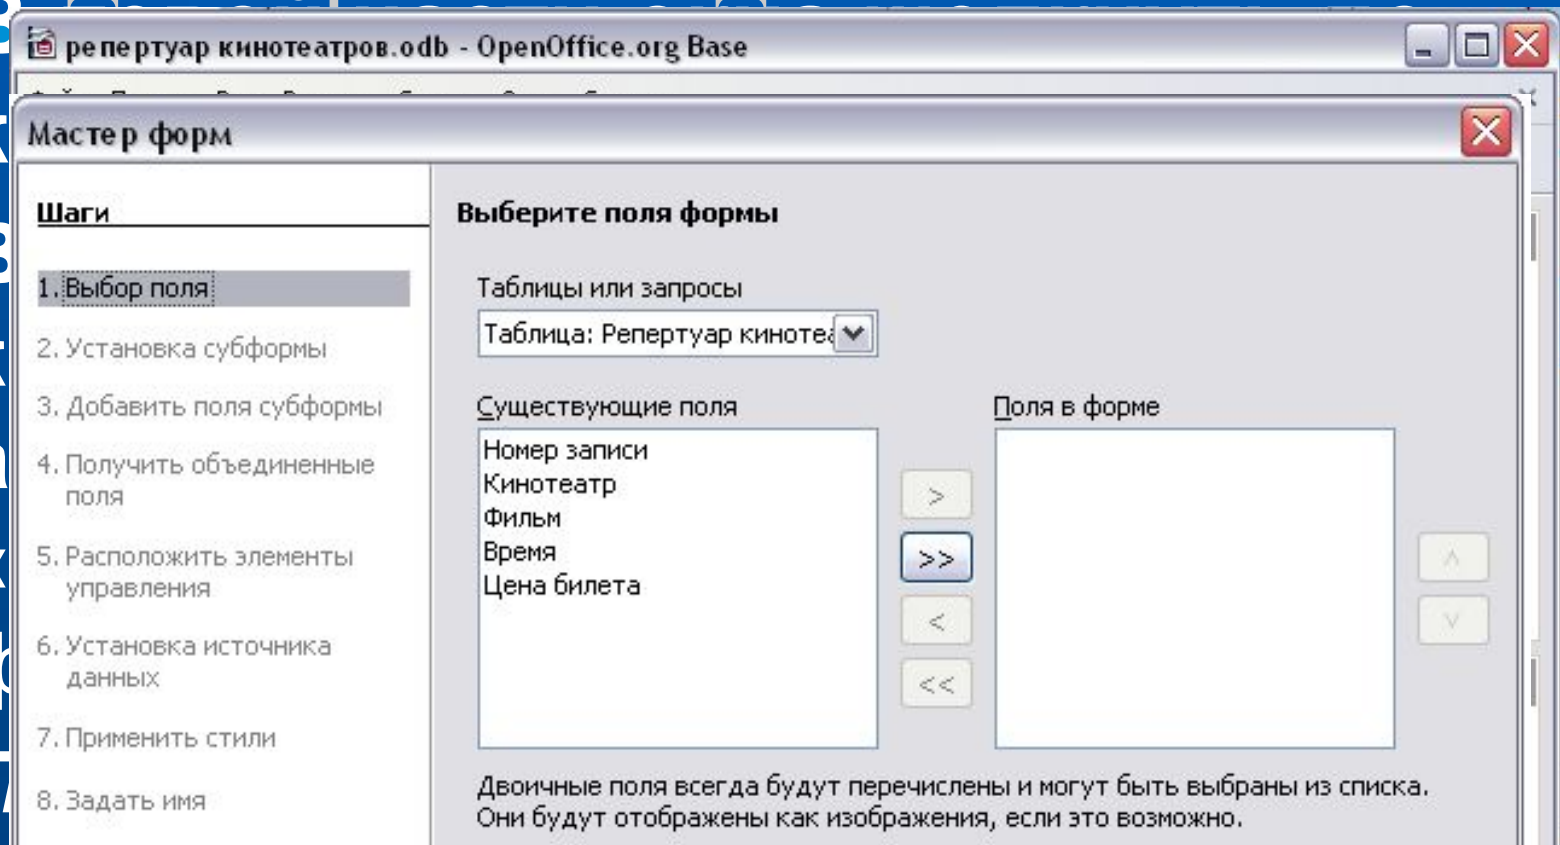 репертуар кинотеатров.odb - OpenOffice.org Base
Мастер форм
Шаги
1. Выбор поля
2. Установка субформы
3. Добавить поля субформы
4. Получить объединенные
поля
5. Расположить элементы
управления
6. Установка источника
данных
7. Применить стили
8. Задать имя
Выберите поля формы
Таблицы или запросы
Таблица: Репертуар киноте
Существующие поля
Поля в форме
Номер записи
Кинотеатр
Фильм
Время
Цена билета
>
>>
<
<<
Двоичные поля всегда будут перечислены и могут быть выбраны из списка.
Они будут отображены как изображения, если это возможно.